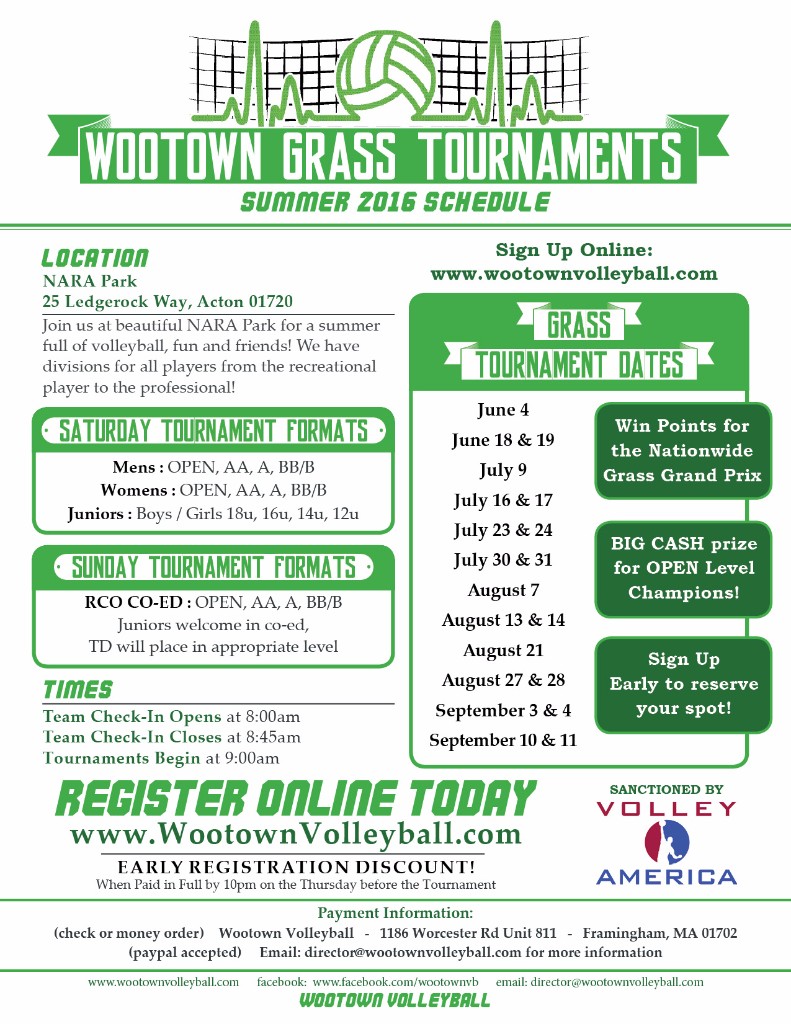 WOOTOWN GRASS TOURNAMENTS
SUMMER 2016 SCHEDULE
LOCATION
NARA Park
25 Ledgerock Way, Acton 01720
Join us at beautiful NARA Park for a summer
full of volleyball, fun and friends! We have
divisions for all players from the recreational
player to the professional!
SATURDAY TOURNAMENT FORMATS
Mens : OPEN, AA, A, BB/B
Womens : OPEN, AA, A, BB/B
Juniors : Boys / Girls 18u, 16u, 14u, 12u
SUNDAY TOURNAMENT FORMATS
RCO CO-ED : OPEN, AA, A, BB/B
Juniors welcome in co-ed,
TD will place in appropriate level
TIMES
Team Check-In Opens at 8:00am
Team Check-In Closes at 8:45am
Tournaments Begin at 9:00am
Sign Up Online:
www.wootownvolleyball.com
GRASS
TOURNAMENT DATES
June 4
June 18 & 19
July 9
July 16 & 17
July 23 & 24
July 30 & 31
August 7
August 13 & 14
August 21
August 27 & 28
September 3 & 4
September 10 & 11
Win Points for
the Nationwide
Grass Grand Prix
BIG CASH prize
for OPEN Level
Champions!
Sign Up
Early to reserve
your spot!
REGISTER ONLINE TODAY
www.WootownVolleyball.com
EARLY REGISTRATION DISCOUNT!
When Paid in Full by 10pm on the Thursday before the Tournament
SANCTIONED BY
VOLLEY
AMERICA
Payment Information:
(check or money order) Wootown Volleyball - 1186 Worcester Rd Unit 811 - Framingham, MA 01702
(paypal accepted) Email: director@wootownvolleyball.com for more information
www.wootownvolleyball.com facebook: www.facebook.com/wootownvb email: director@wootownvolleyball.com
WOOTOWN VOLLEYBALL